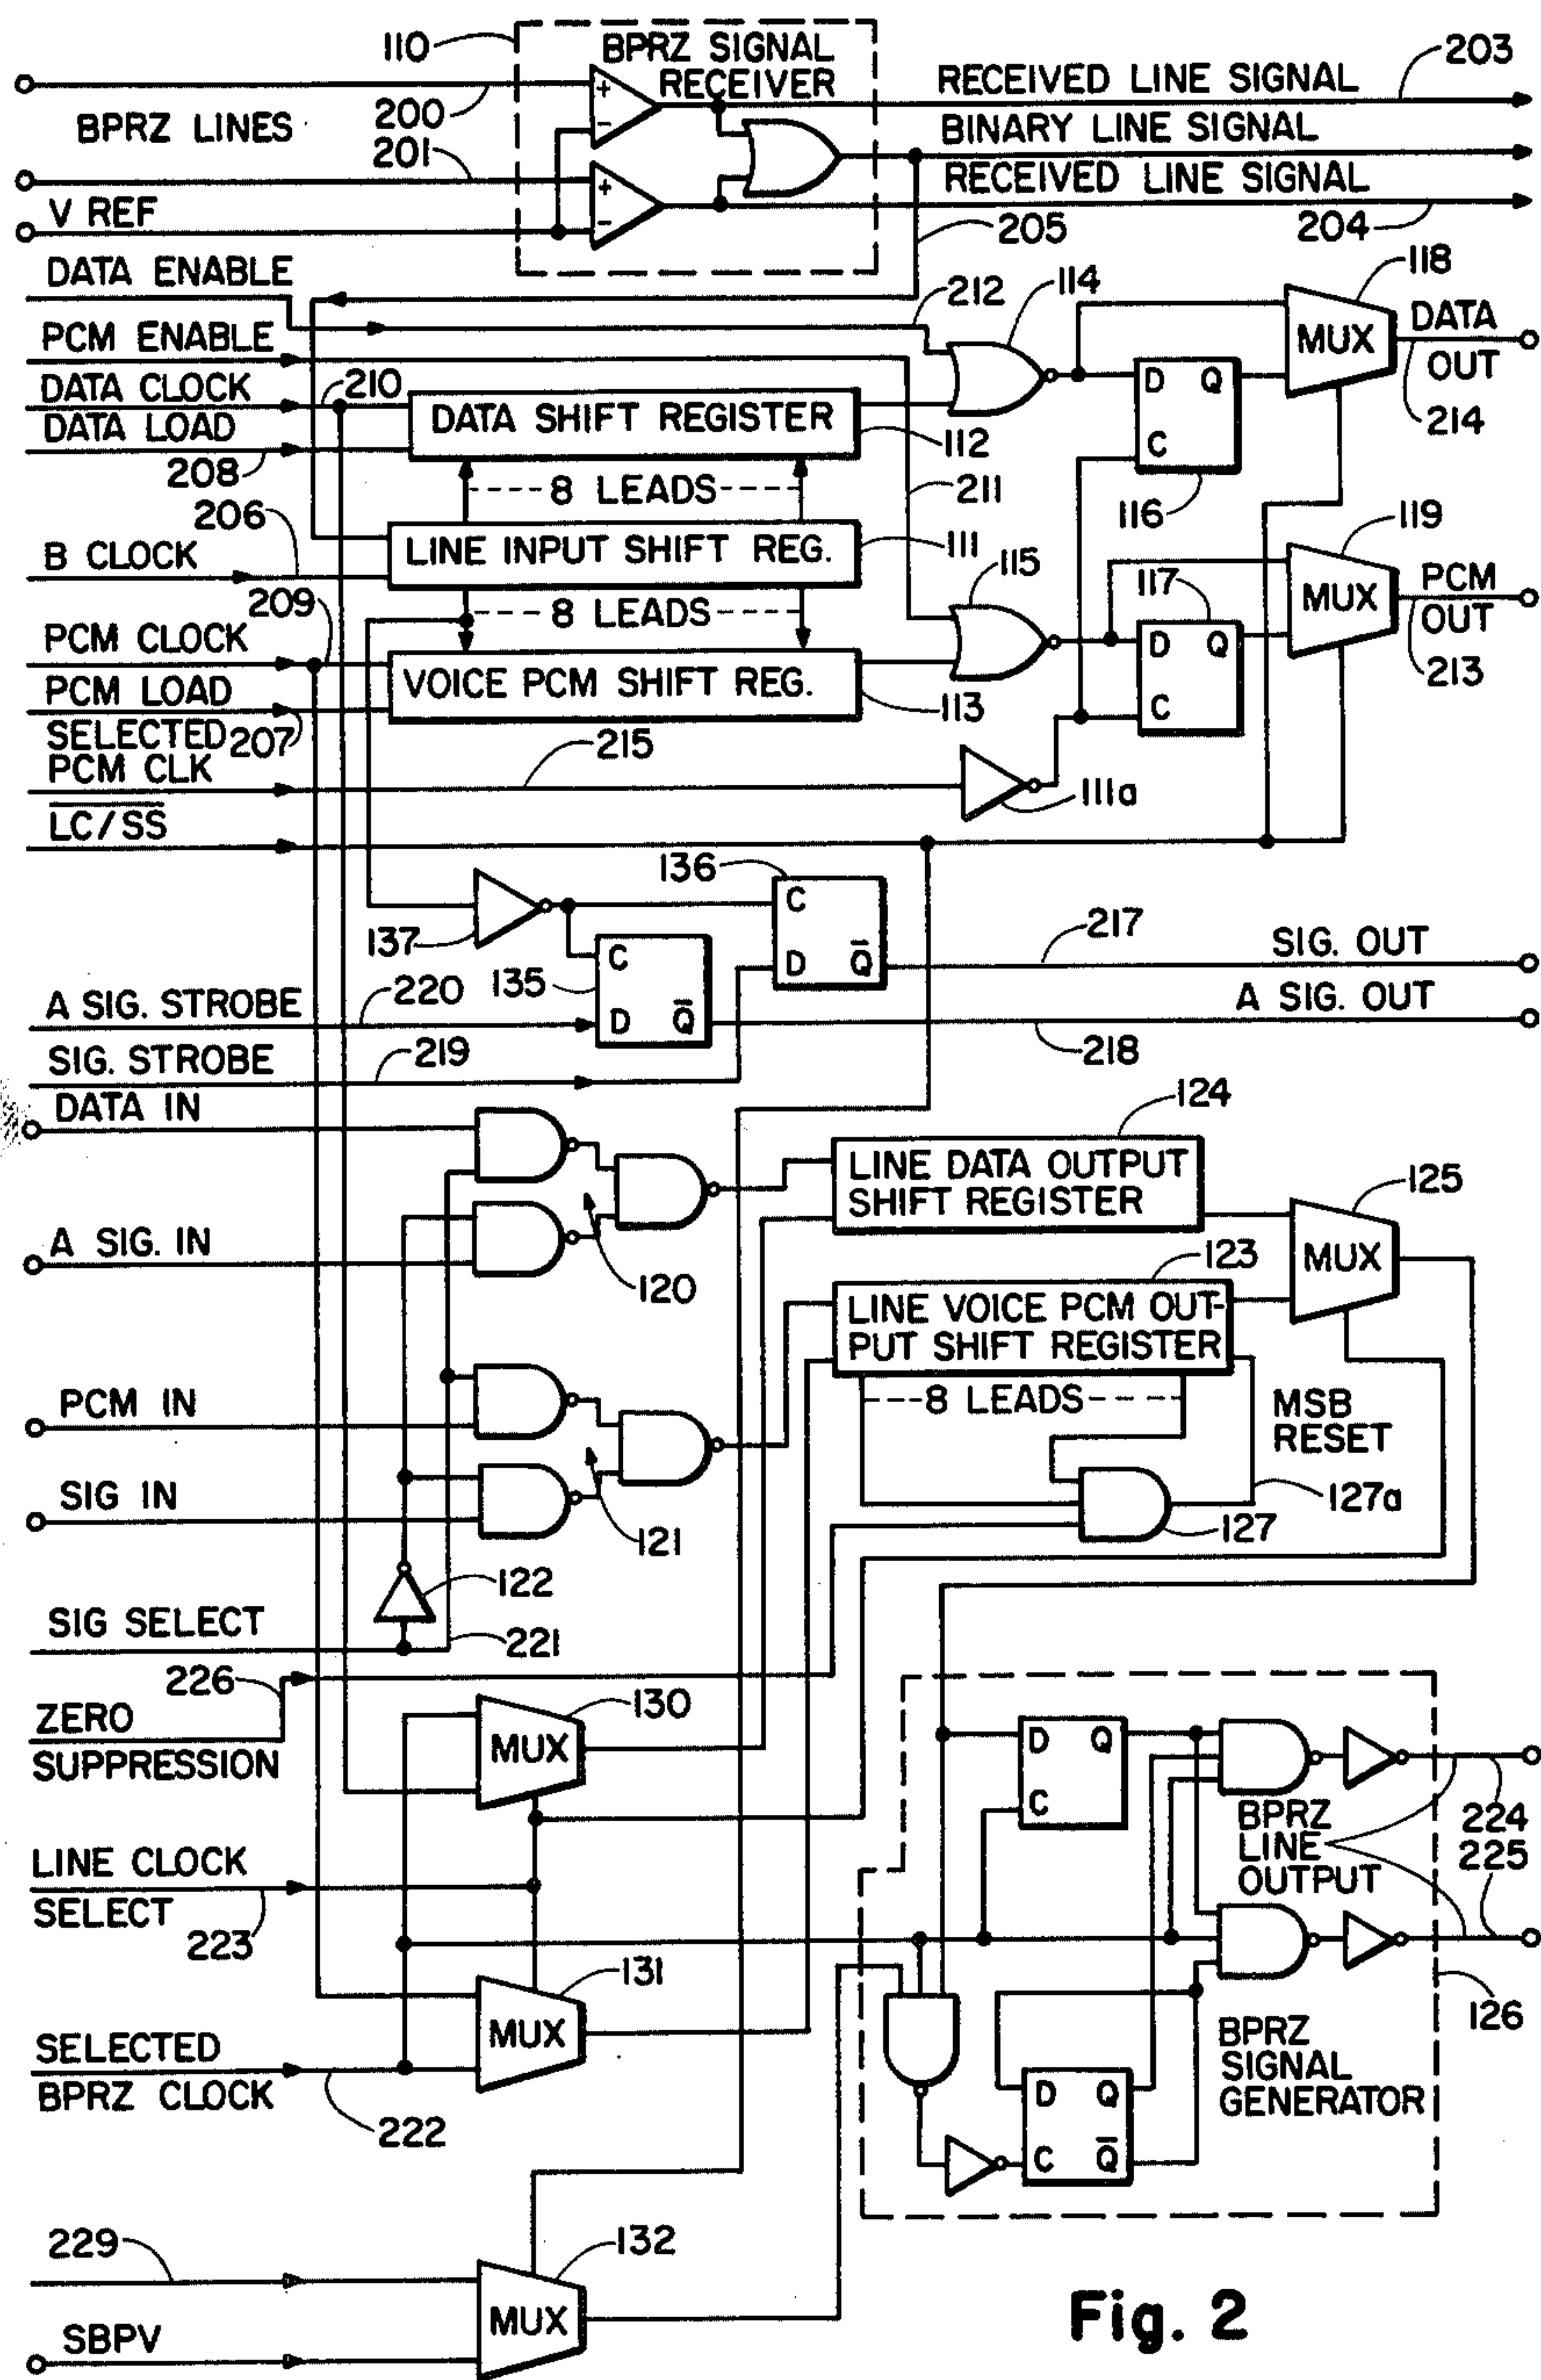 110
BPRZ SIGNAL
RECEIVER
203
RECEIVED LINE SIGNAL
+
-
BPRZ LINES
200
BINARY LINE SIGNAL
201
+
-
RECEIVED LINE SIGNAL
V REF
205
204
DATA ENABLE
212
114
118
PCM ENABLE
MUX
DATA
OUT
DATA CLOCK
210
D Q
C
DATA LOAD
DATA SHIFT REGISTER
112
214
208
8 LEADS
211
116
206
119
B CLOCK
LINE INPUT SHIFT REG.
111
115
117
MUX
PCM
OUT
209
8 LEADS
PCM CLOCK
D Q
C
213
PCM LOAD
VOICE PCM SHIFT REG.
113
SELECTED
207
PCM CLK
215
111a
LC/SS
136
C
D Q̅
137
217
SIG. OUT
C
D Q̅
135
A SIG. STROBE
220
A SIG. OUT
SIG. STROBE
219
218
DATA IN
124
LINE DATA OUTPUT
SHIFT REGISTER
125
A SIG. IN
120
123
MUX
LINE VOICE PCM OUT-
PUT SHIFT REGISTER
PCM IN
8 LEADS
MSB
RESET
SIG IN
127a
121
127
122
SIG SELECT
221
226
ZERO
SUPPRESSION
130
MUX
D Q
C
BPRZ
LINE
OUTPUT
224
225
LINE CLOCK
SELECT
223
131
MUX
126
SELECTED
BPRZ CLOCK
222
D Q
C Q̅
BPRZ
SIGNAL
GENERATOR
229
132
MUX
SBPV
Fig. 2